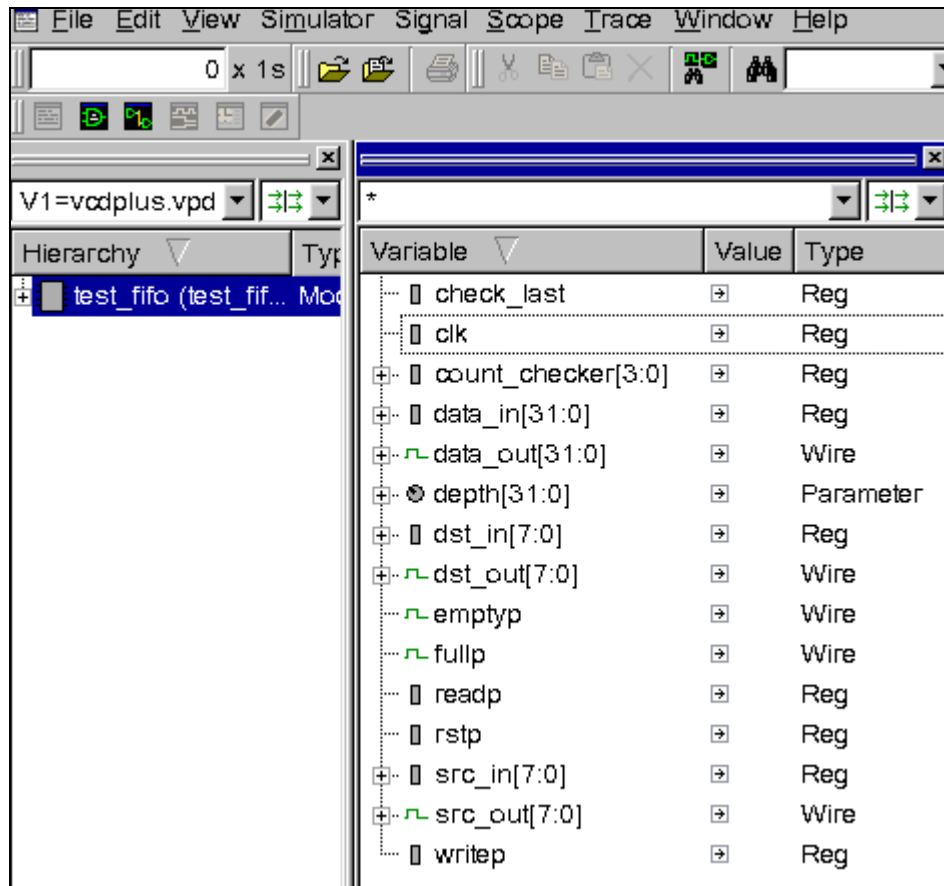 File Edit View Simulator Signal Scope Trace Window Help
0 x 1s
V1=vcdplus.vpd
*
Hierarchy Typ
Variable Value Type
test_fifo (test_fif... Mod
check_last Reg
clk Reg
count_checker[3:0] Reg
data_in[31:0] Reg
data_out[31:0] Wire
depth[31:0] Parameter
dst_in[7:0] Reg
dst_out[7:0] Wire
emptyp Wire
fullp Wire
readp Reg
rstp Reg
src_in[7:0] Reg
src_out[7:0] Wire
writep Reg